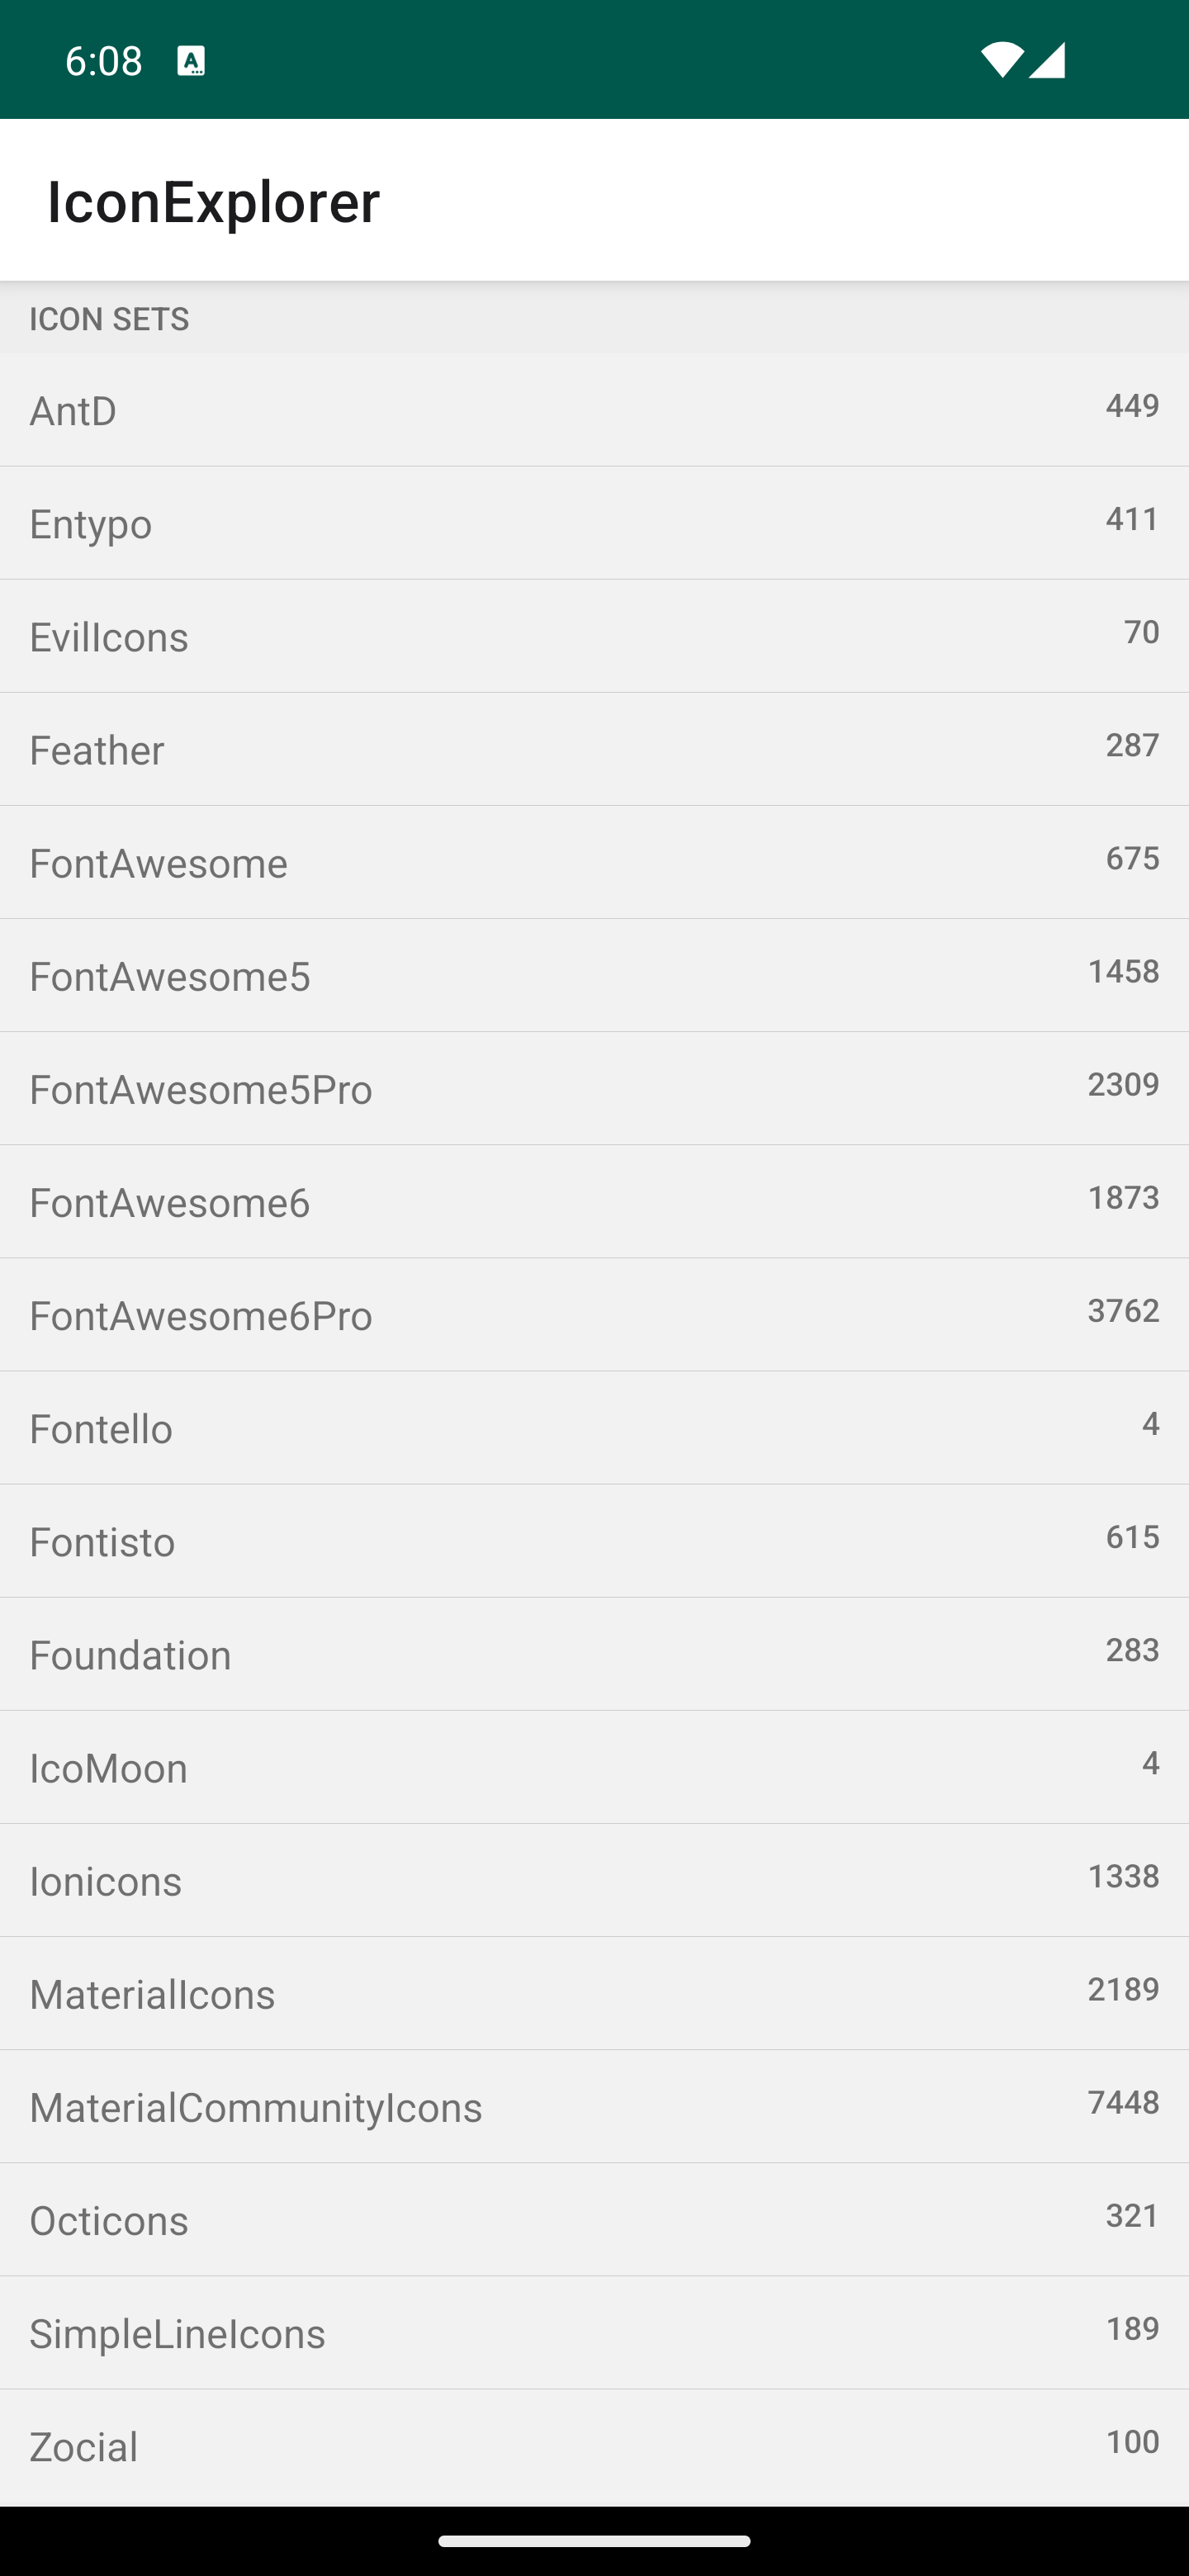 6:08
IconExplorer
ICON SETS
AntD 449
Entypo 411
EvilIcons 70
Feather 287
FontAwesome 675
FontAwesome5 1458
FontAwesome5Pro 2309
FontAwesome6 1873
FontAwesome6Pro 3762
Fontello 4
Fontisto 615
Foundation 283
IcoMoon 4
Ionicons 1338
MaterialIcons 2189
MaterialCommunityIcons 7448
Octicons 321
SimpleLineIcons 189
Zocial 100